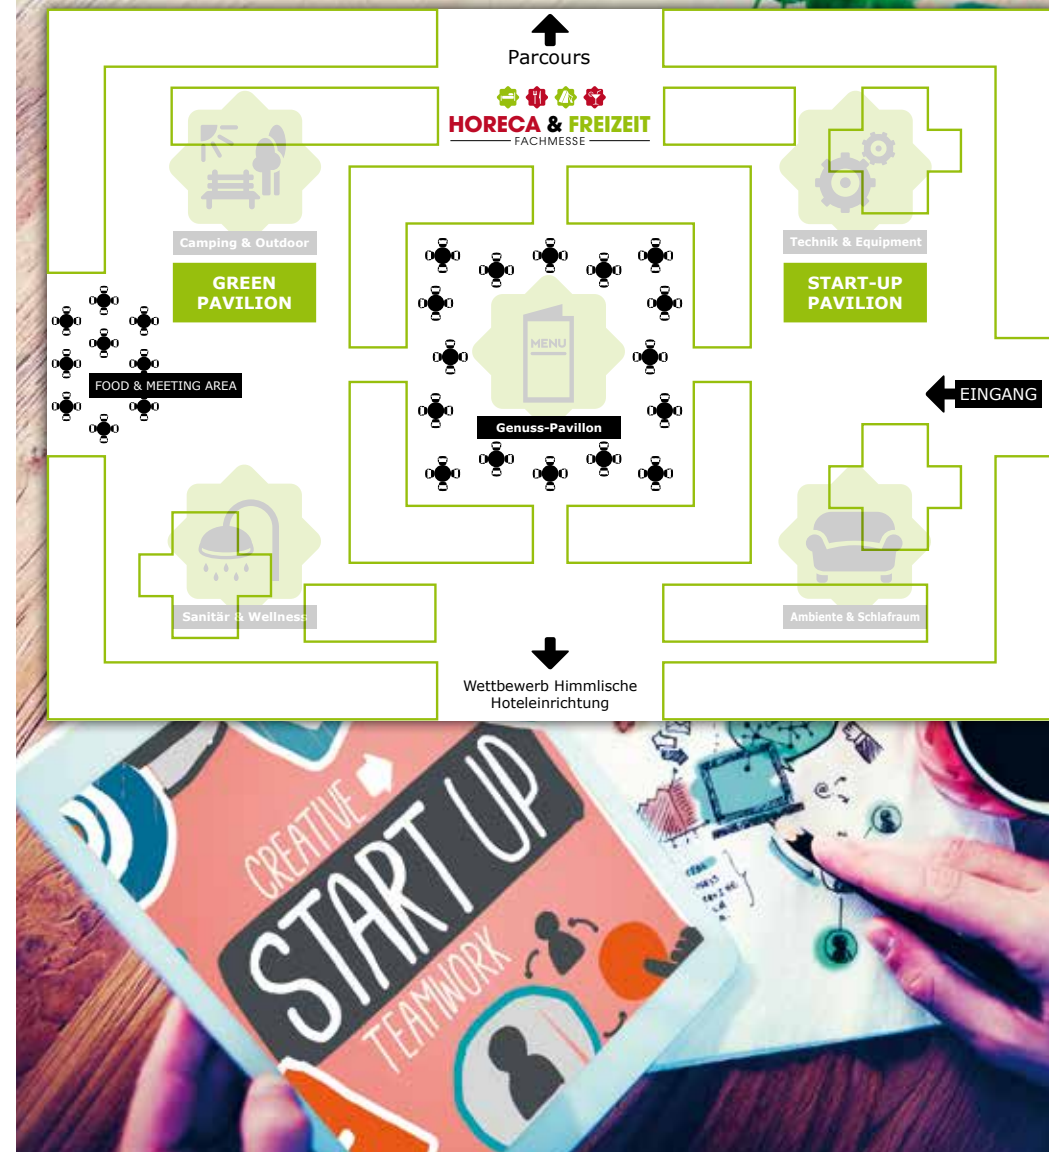 Parcours
HORECA & FREIZEIT
FACHMESSE
Camping & Outdoor
Technik & Equipment
GREEN
PAVILION
START-UP
PAVILION
MENU
FOOD & MEETING AREA
EINGANG
Genuss-Pavillon
Sanitär & Wellness
Ambiente & Schlafraum
Wettbewerb Himmlische
Hoteleinrichtung
CREATIVE
START UP
TEAMWORK